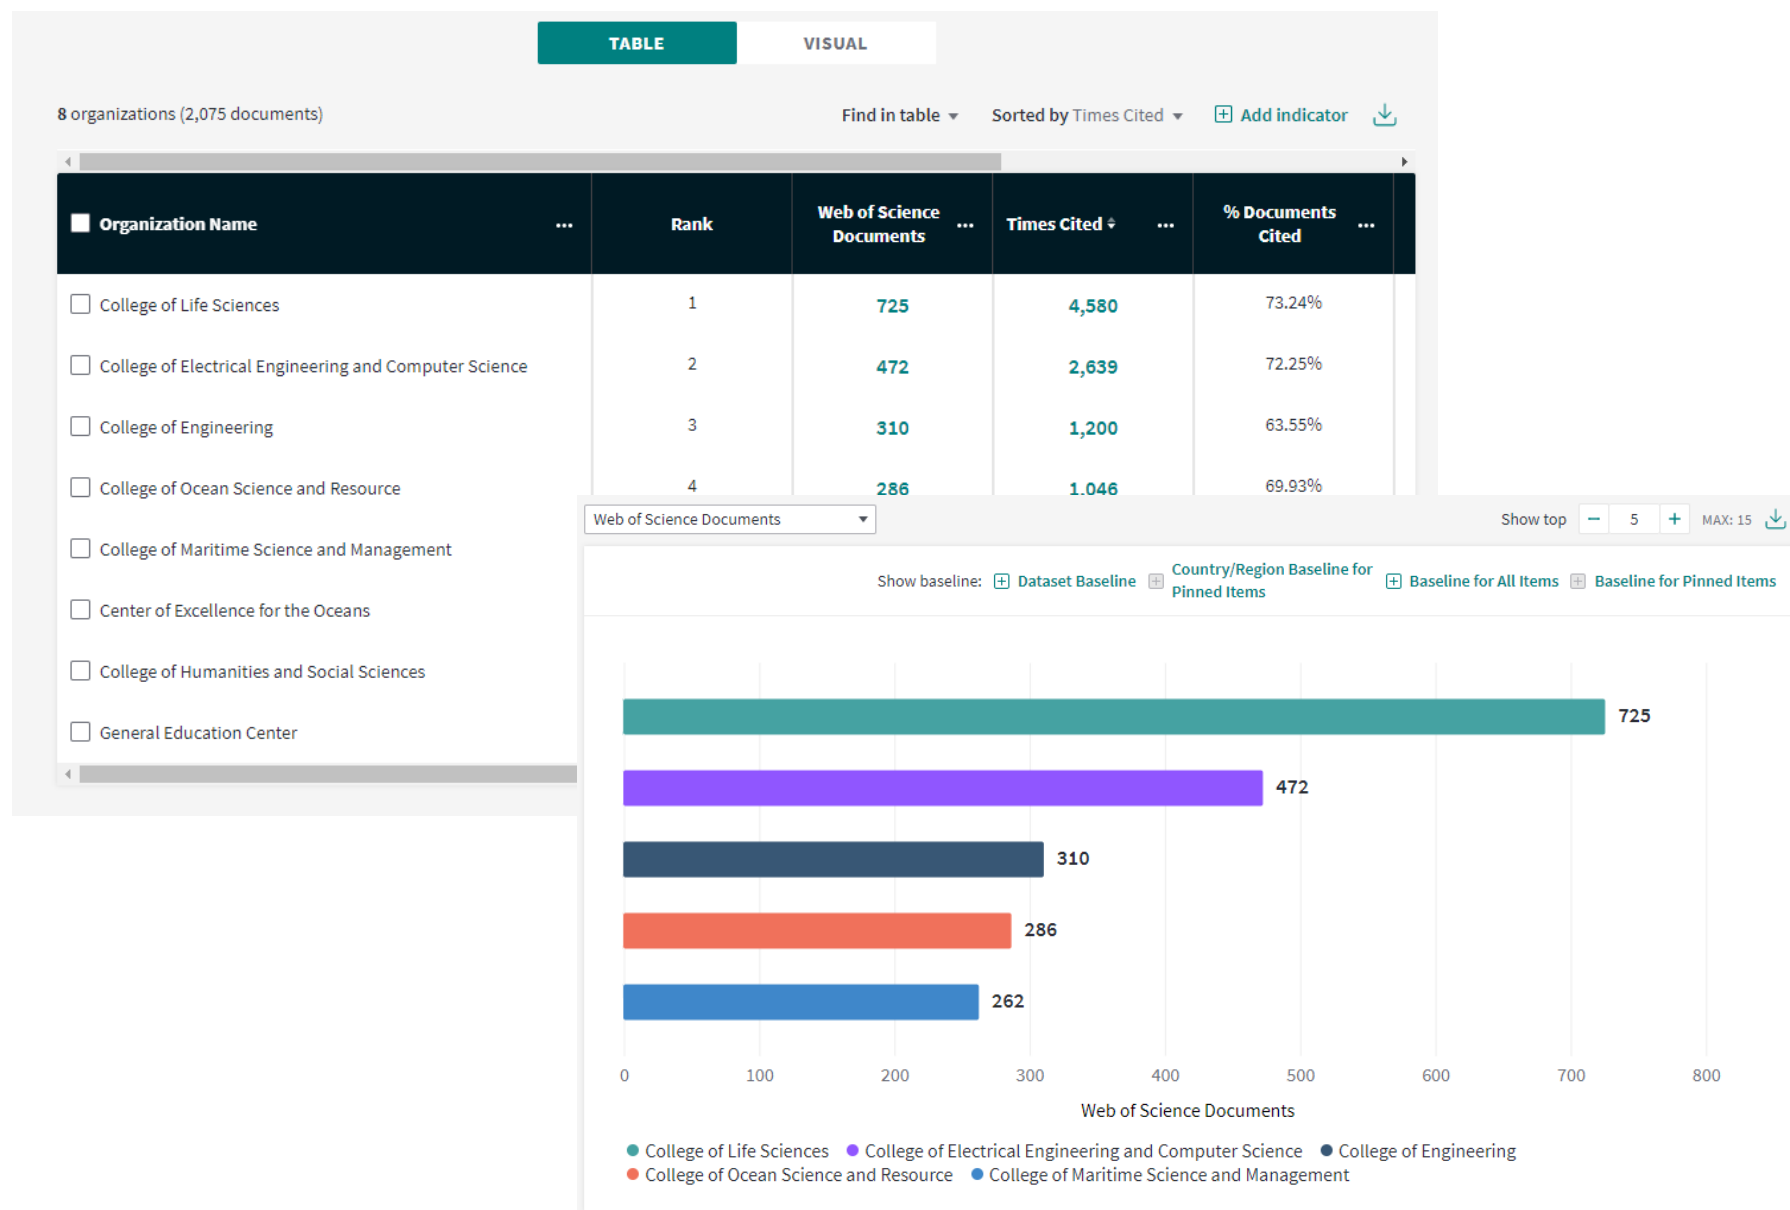 TABLE VISUAL
8 organizations (2,075 documents) Find in table Sorted by Times Cited Add indicator
Organization Name ... Rank Web of Science Documents ... Times Cited ... % Documents Cited ...
College of Life Sciences 1 725 4,580 73.24%
College of Electrical Engineering and Computer Science 2 472 2,639 72.25%
College of Engineering 3 310 1,200 63.55%
College of Ocean Science and Resource 4 286 1,046 69.93%
College of Maritime Science and Management
Center of Excellence for the Oceans
College of Humanities and Social Sciences
General Education Center
Web of Science Documents Show top − 5 + MAX: 15
Show baseline: Dataset Baseline Country/Region Baseline for Pinned Items Baseline for All Items Baseline for Pinned Items
725
472
310
286
262
0 100 200 300 400 500 600 700 800
Web of Science Documents
College of Life Sciences College of Electrical Engineering and Computer Science College of Engineering
College of Ocean Science and Resource College of Maritime Science and Management